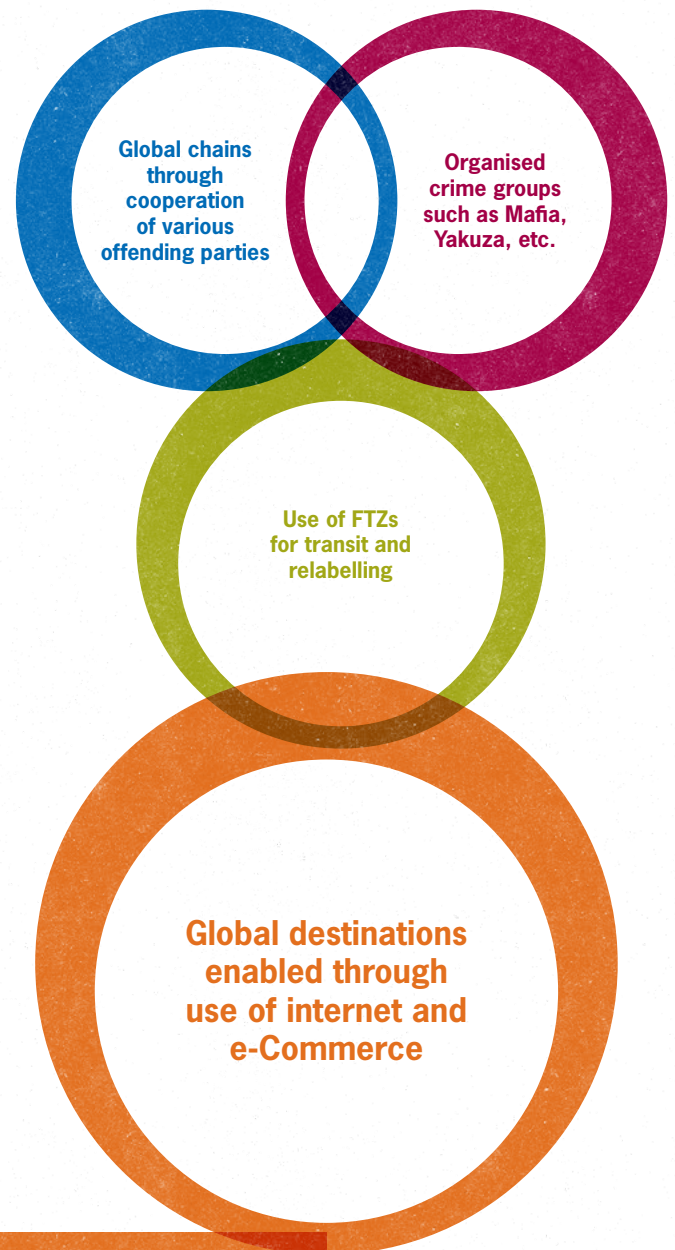 Global chains
through
cooperation
of various
offending parties
Organised
crime groups
such as Mafia,
Yakuza, etc.
Use of FTZs
for transit and
relabelling
Global destinations
enabled through
use of internet and
e-Commerce